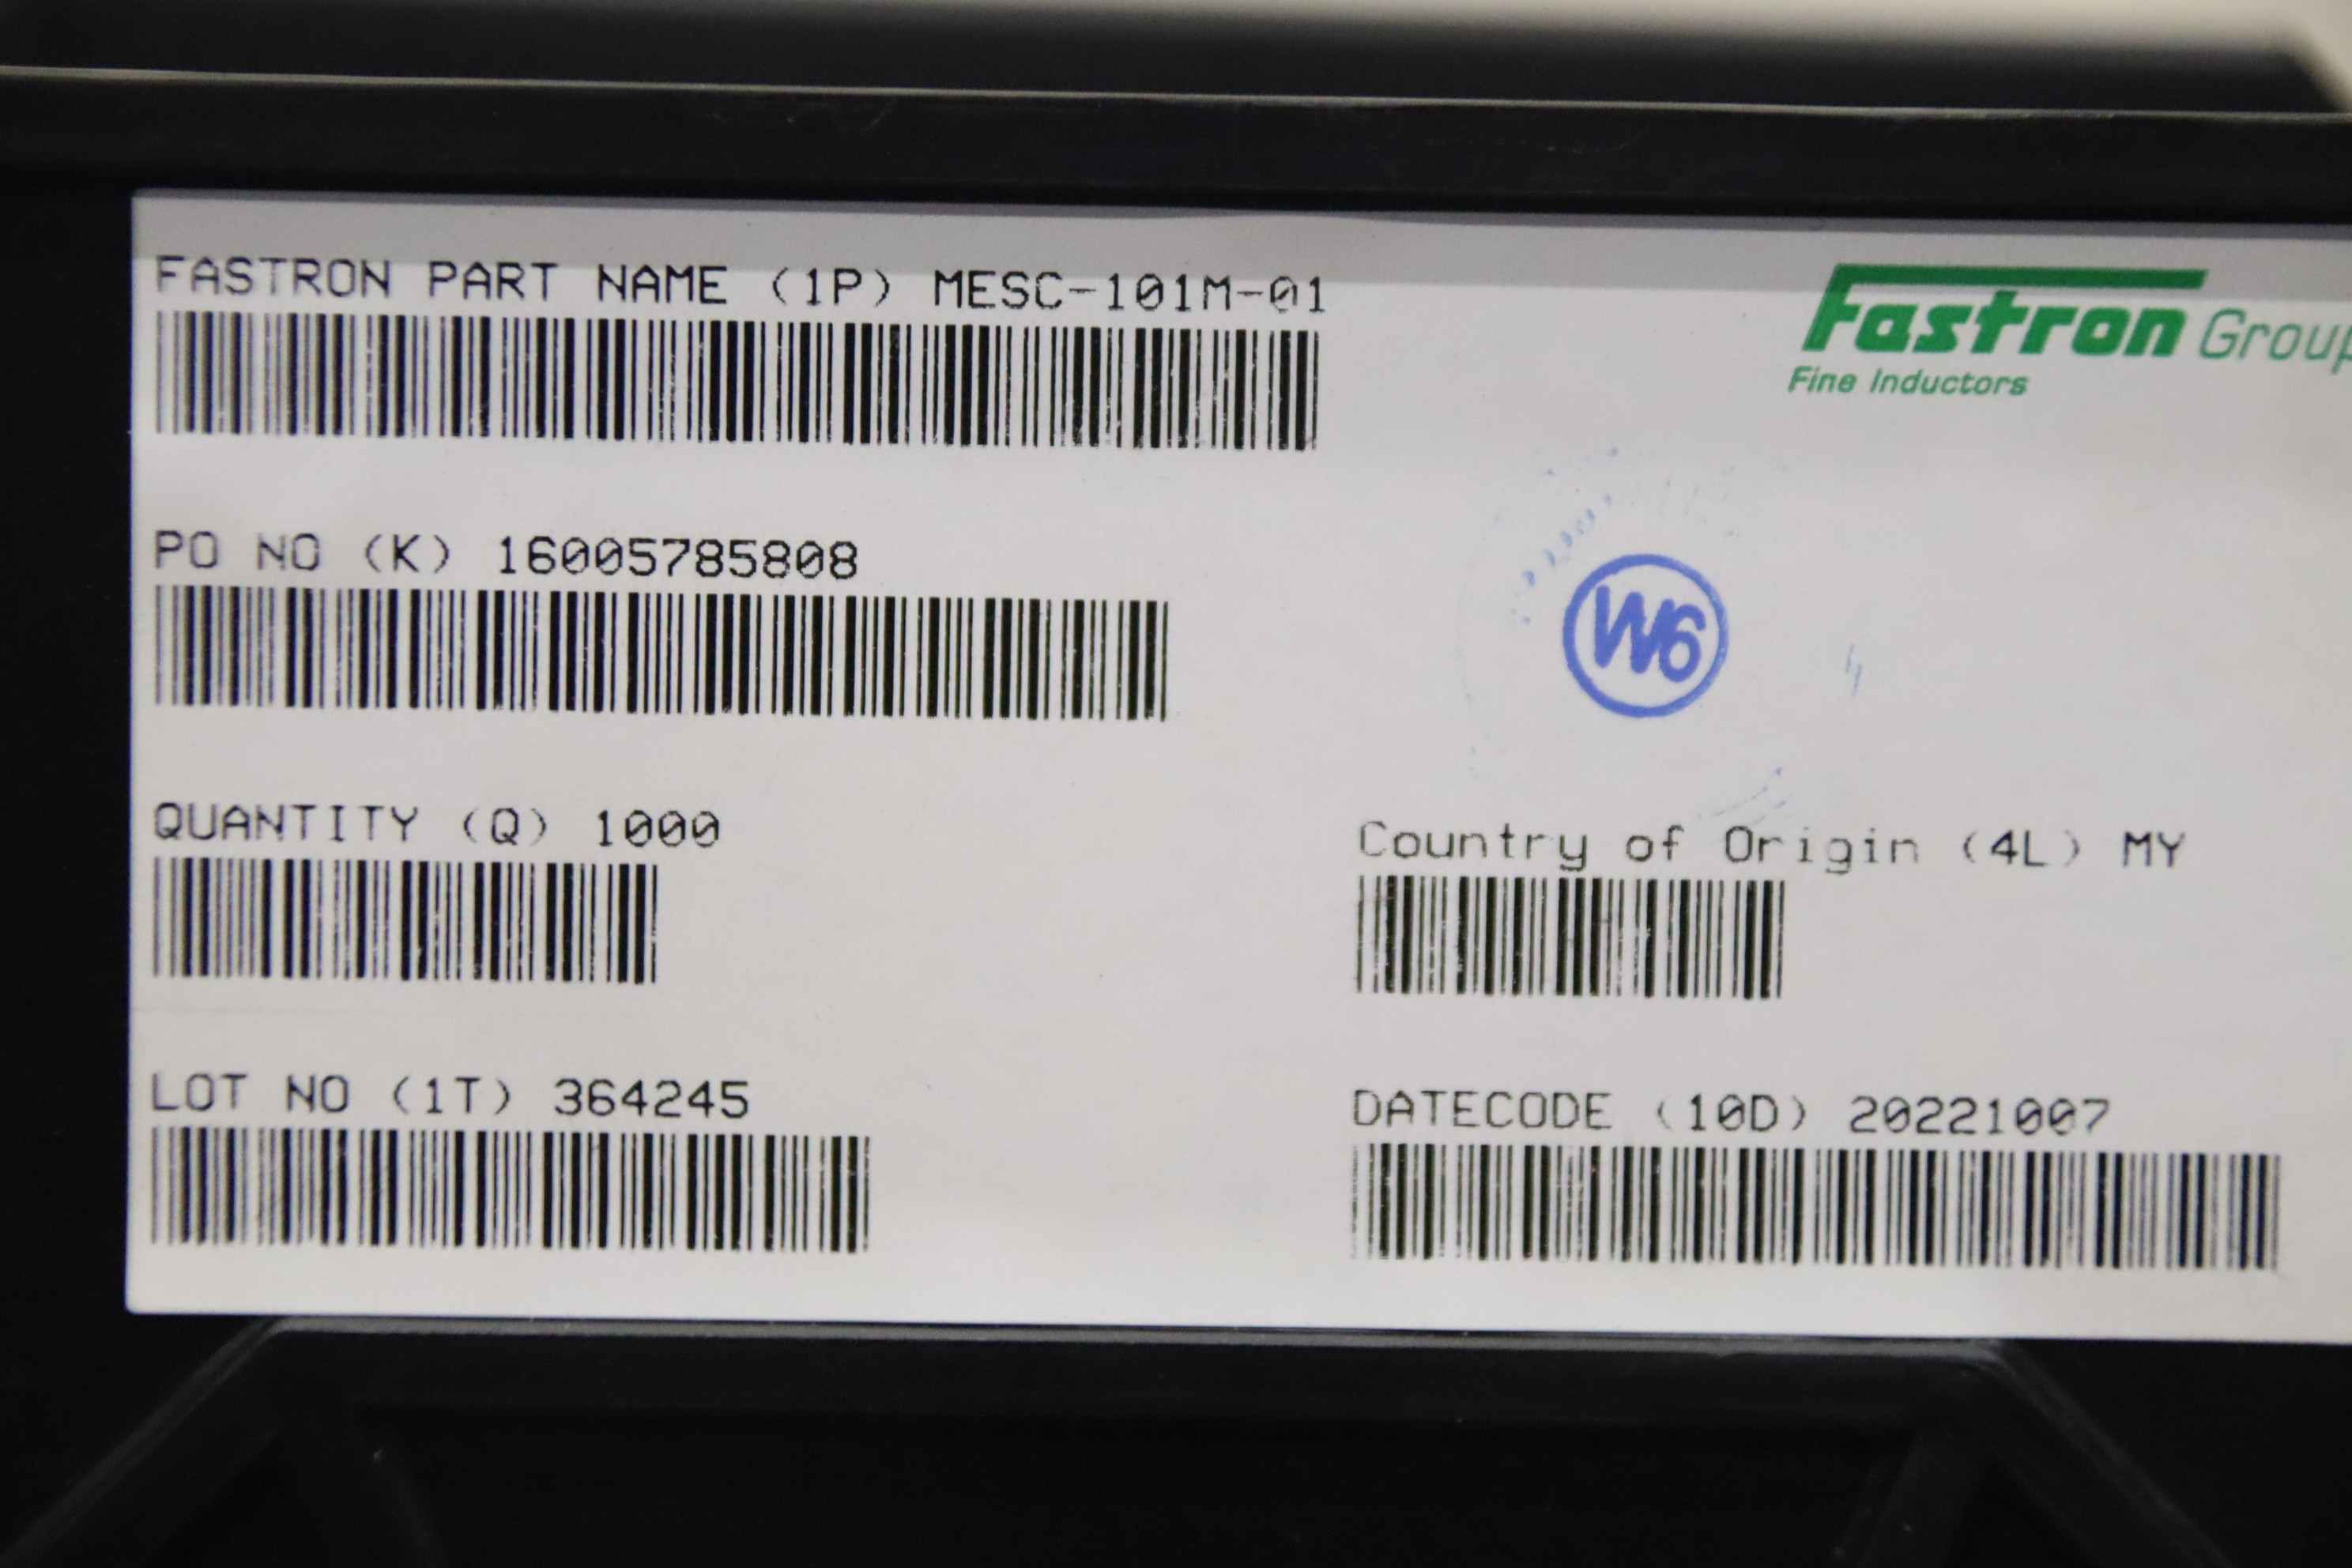 FASTRON PART NAME (1P) MESC-101M-01
Fastron Group
Fine Inductors
PO NO (K) 16005785808
W6
QUANTITY (Q) 1000
Country of Origin (4L) MY
LOT NO (1T) 364245
DATECODE (10D) 20221007